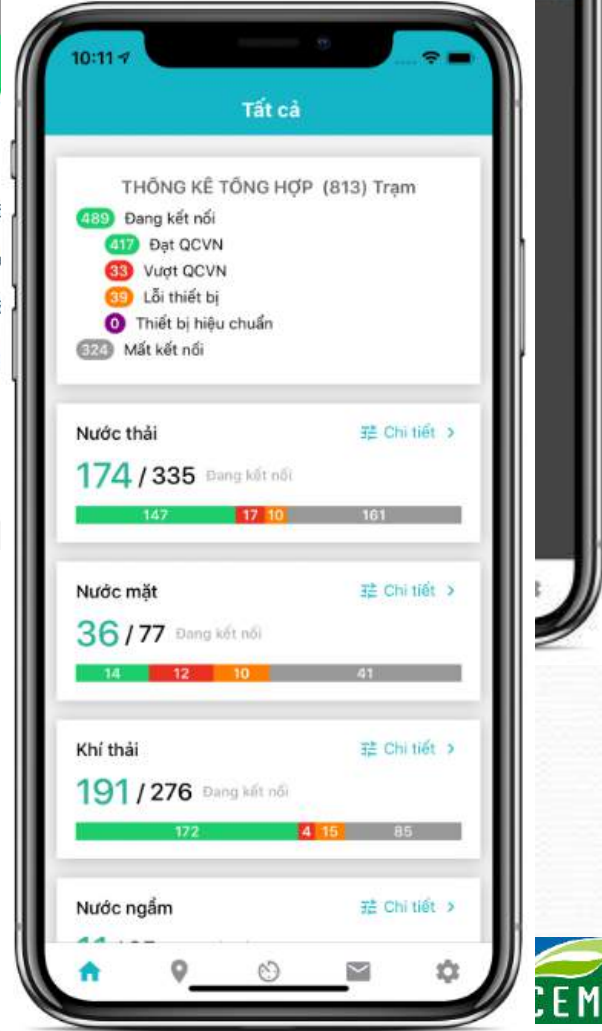 10:11
Tất cả
THỐNG KÊ TỔNG HỢP (813) Trạm
489 Đang kết nối
417 Đạt QCVN
33 Vượt QCVN
39 Lỗi thiết bị
0 Thiết bị hiệu chuẩn
324 Mất kết nối
Nước thải Chi tiết >
174 / 335 Đang kết nối
147 17 10 161
Nước mặt Chi tiết >
36 / 77 Đang kết nối
14 12 10 41
Khí thải Chi tiết >
191 / 276 Đang kết nối
172 4 15 85
Nước ngầm Chi tiết >
CEM